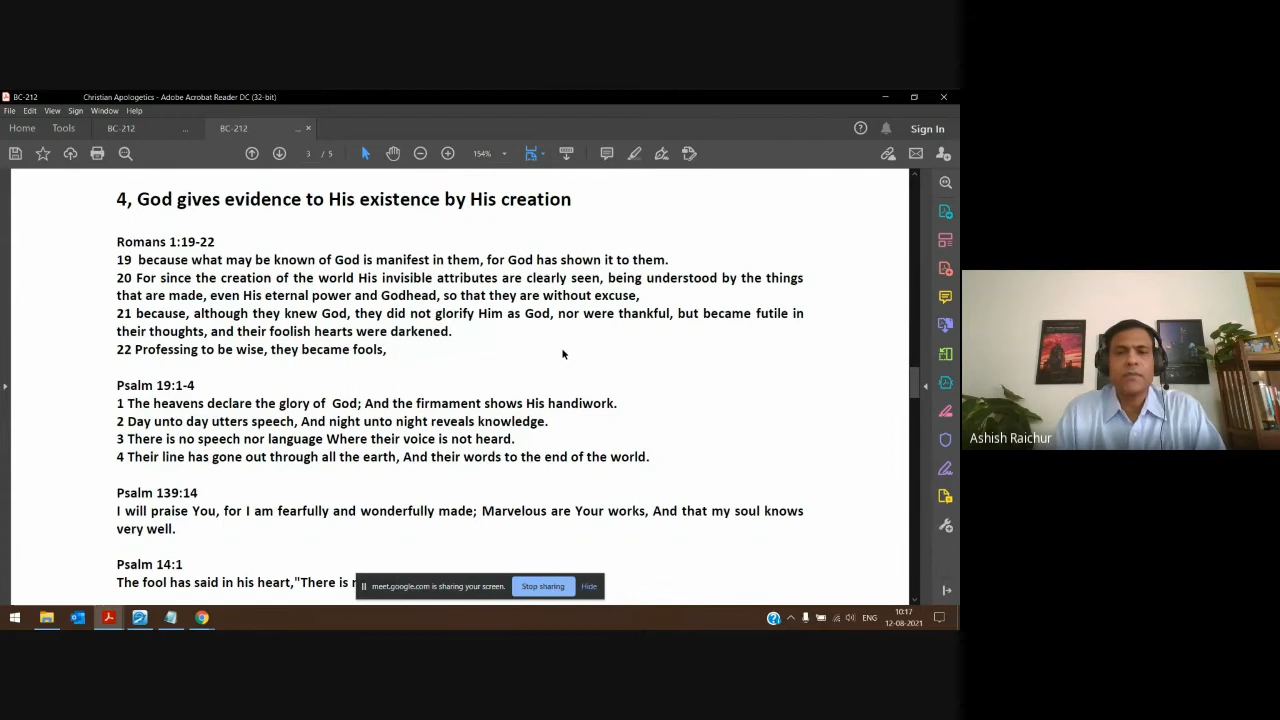 BC-212 Christian Apologetics - Adobe Acrobat Reader DC (32-bit)
File Edit View Sign Window Help
Home Tools BC-212 ... BC-212 ... × Sign In
3 / 5 154%
4, God gives evidence to His existence by His creation
Romans 1:19-22
19 because what may be known of God is manifest in them, for God has shown it to them.
20 For since the creation of the world His invisible attributes are clearly seen, being understood by the things
that are made, even His eternal power and Godhead, so that they are without excuse,
21 because, although they knew God, they did not glorify Him as God, nor were thankful, but became futile in
their thoughts, and their foolish hearts were darkened.
22 Professing to be wise, they became fools,
Psalm 19:1-4
1 The heavens declare the glory of God; And the firmament shows His handiwork.
2 Day unto day utters speech, And night unto night reveals knowledge.
3 There is no speech nor language Where their voice is not heard.
4 Their line has gone out through all the earth, And their words to the end of the world.
Psalm 139:14
I will praise You, for I am fearfully and wonderfully made; Marvelous are Your works, And that my soul knows
very well.
Psalm 14:1
The fool has said in his heart,"There is
meet.google.com is sharing your screen. Stop sharing Hide
ENG 10:17
12-08-2021
Ashish Raichur